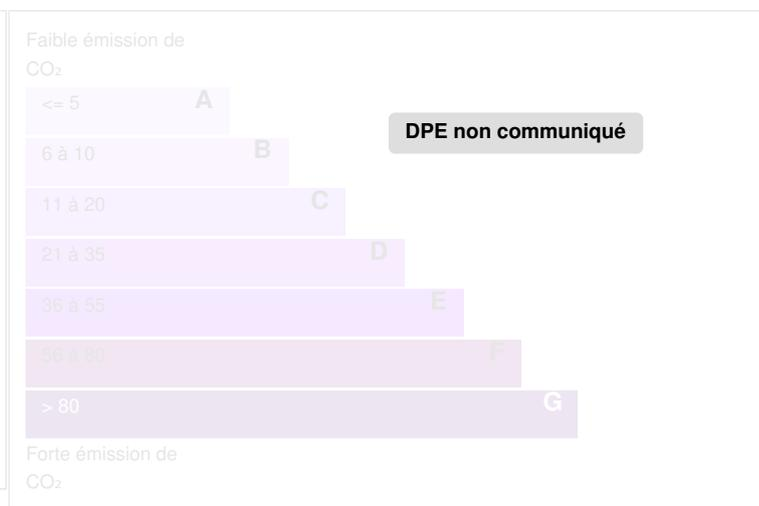 Faible émission de
CO₂
<= 5 A
DPE non communiqué
6 à 10 B
11 à 20 C
21 à 35 D
36 à 55 E
56 à 80 F
> 80 G
Forte émission de
CO₂